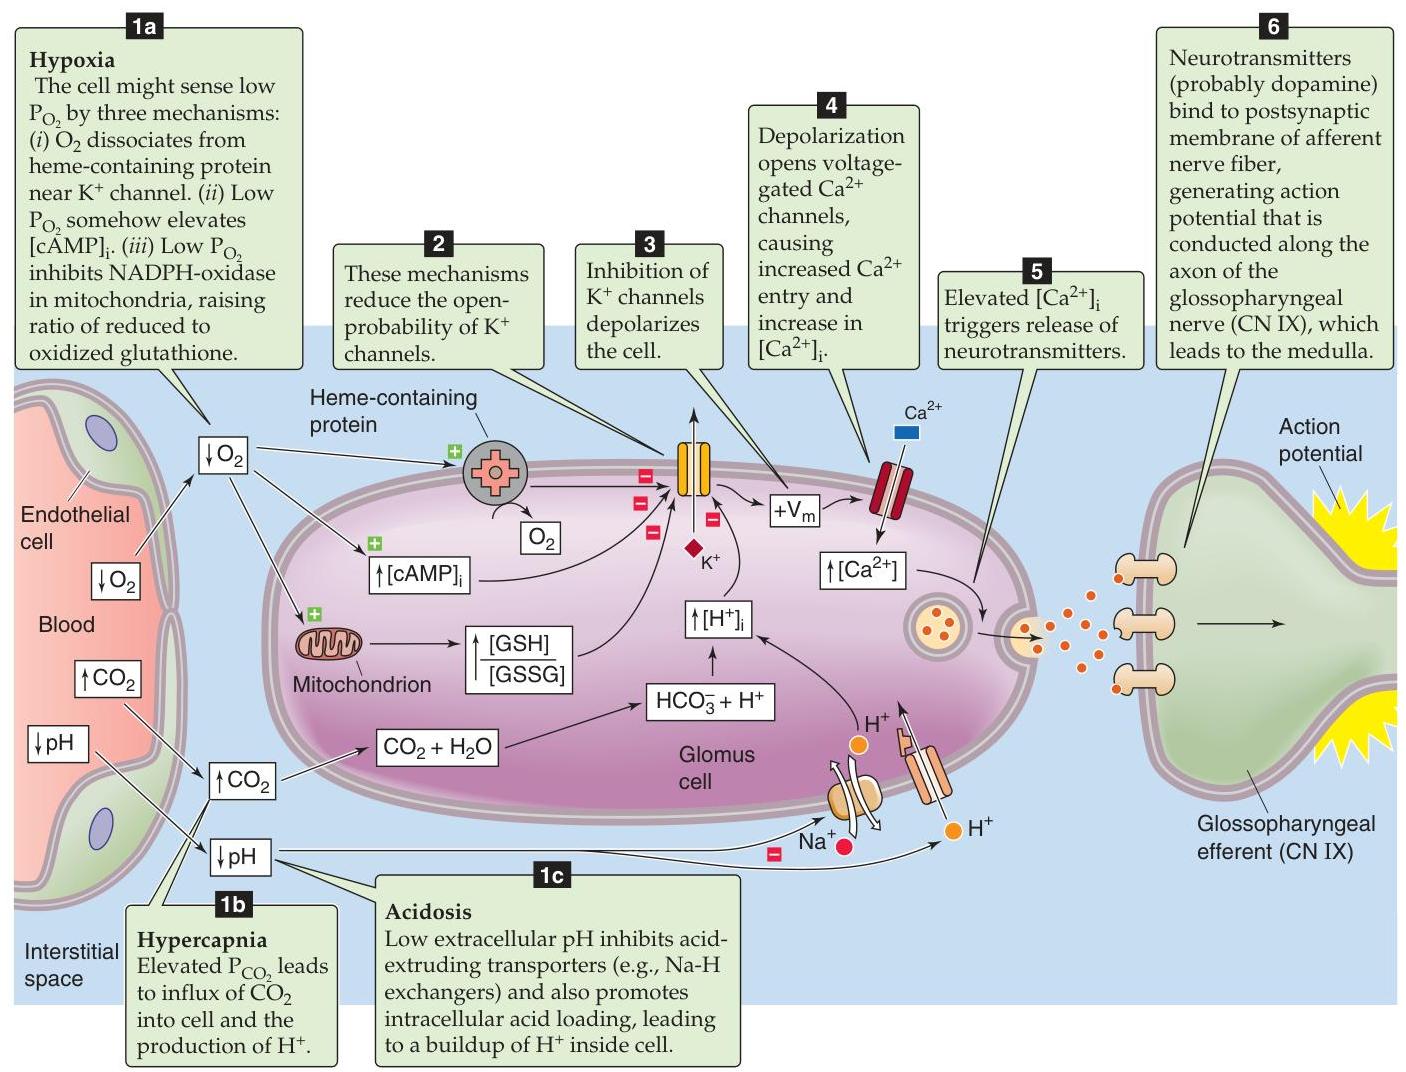 1a
Hypoxia
The cell might sense low
P_O₂ by three mechanisms:
(i) O₂ dissociates from
heme-containing protein
near K⁺ channel. (ii) Low
P_O₂ somehow elevates
[cAMP]ᵢ. (iii) Low P_O₂
inhibits NADPH-oxidase
in mitochondria, raising
ratio of reduced to
oxidized glutathione.
2
These mechanisms
reduce the open-
probability of K⁺
channels.
3
Inhibition of
K⁺ channels
depolarizes
the cell.
4
Depolarization
opens voltage-
gated Ca²⁺
channels,
causing
increased Ca²⁺
entry and
increase in
[Ca²⁺]ᵢ.
5
Elevated [Ca²⁺]ᵢ
triggers release of
neurotransmitters.
6
Neurotransmitters
(probably dopamine)
bind to postsynaptic
membrane of afferent
nerve fiber,
generating action
potential that is
conducted along the
axon of the
glossopharyngeal
nerve (CN IX), which
leads to the medulla.
Heme-containing
protein
Ca²⁺
Action
potential
↓O₂
+
−
−
−
−
+Vₘ
Endothelial
cell
O₂
K⁺
+
↑[cAMP]ᵢ
↑[Ca²⁺]
↓O₂
Blood
+
Mitochondrion
↑[GSH]
[GSSG]
↑[H⁺]ᵢ
↑CO₂
HCO₃⁻ + H⁺
↓pH
CO₂ + H₂O
Glomus
cell
H⁺
↑CO₂
Na⁺
H⁺
−
↓pH
Glossopharyngeal
efferent (CN IX)
Interstitial
space
1b
Hypercapnia
Elevated P_CO₂ leads
to influx of CO₂
into cell and the
production of H⁺.
1c
Acidosis
Low extracellular pH inhibits acid-
extruding transporters (e.g., Na-H
exchangers) and also promotes
intracellular acid loading, leading
to a buildup of H⁺ inside cell.